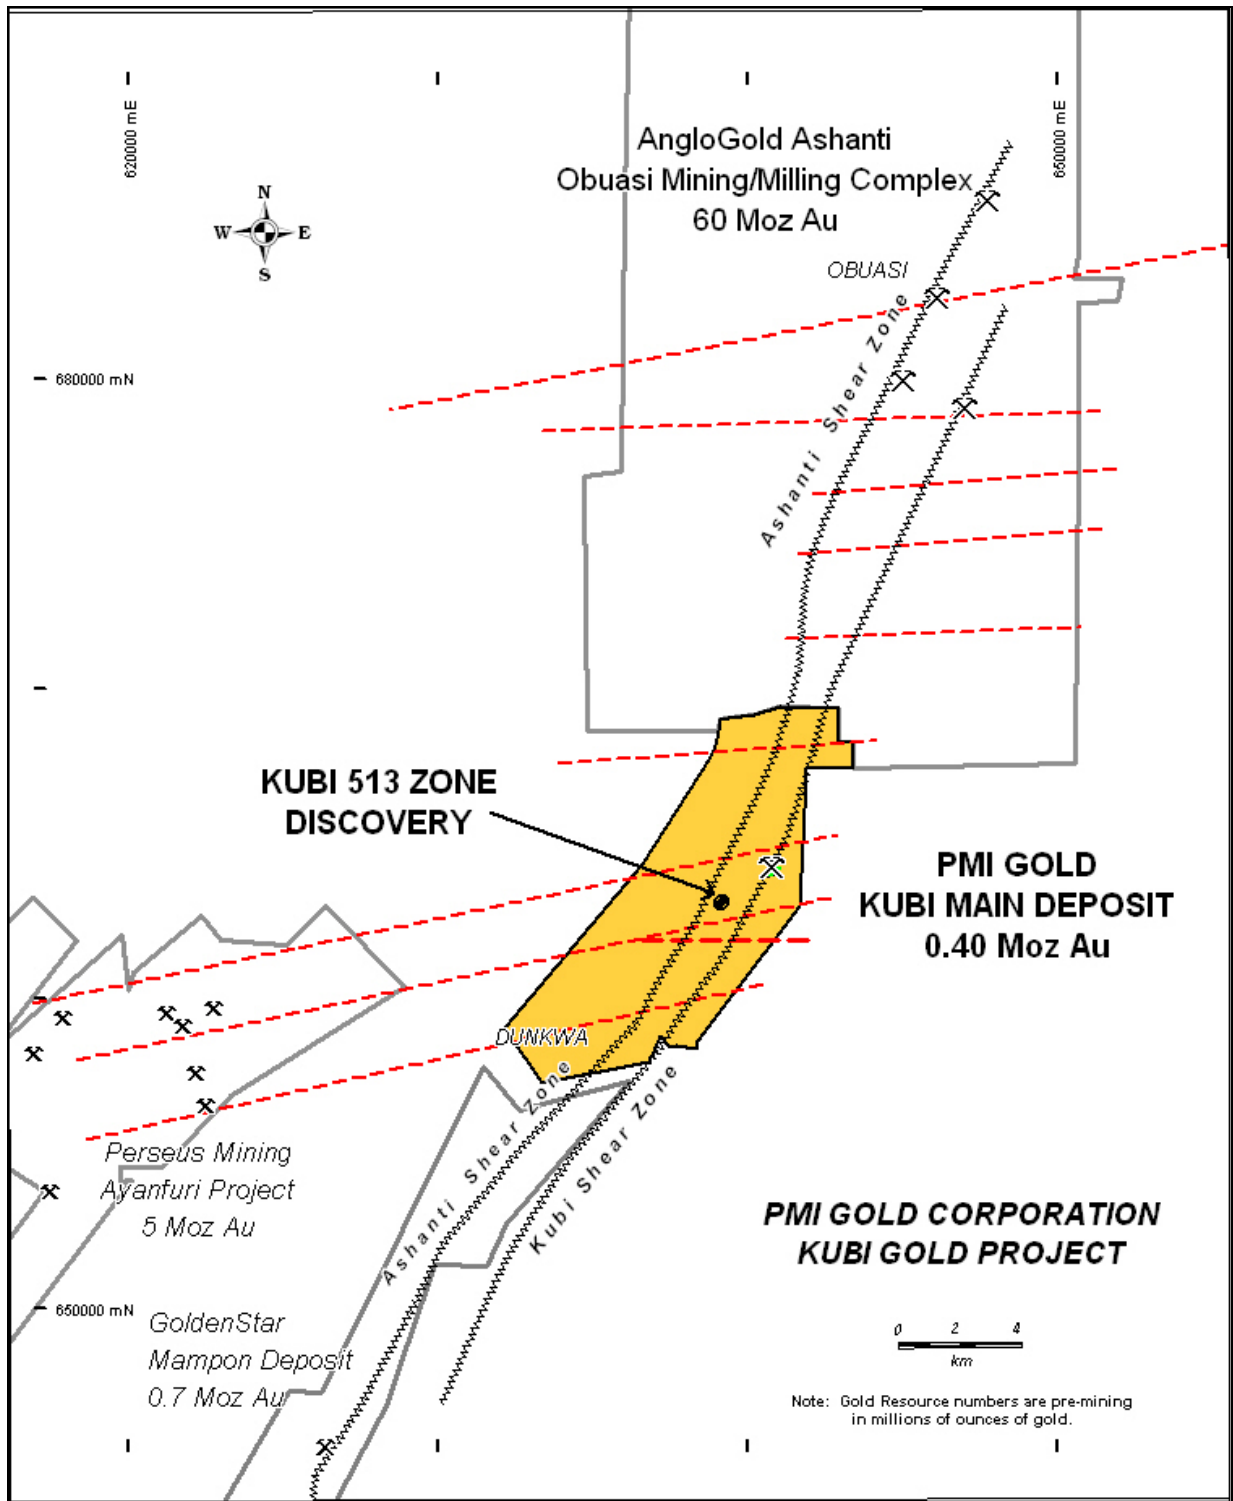 620000 mE
650000 mE
AngloGold Ashanti
Obuasi Mining/Milling Complex
60 Moz Au
N
W E
S
OBUASI
680000 mN
Ashanti Shear Zone
KUBI 513 ZONE
DISCOVERY
PMI GOLD
KUBI MAIN DEPOSIT
0.40 Moz Au
DUNKWA
Ashanti Shear Zone
Kubi Shear Zone
Perseus Mining
Ayanfuri Project
5 Moz Au
PMI GOLD CORPORATION
KUBI GOLD PROJECT
650000 mN
GoldenStar
Mampon Deposit
0.7 Moz Au
0 2 4
km
Note: Gold Resource numbers are pre-mining
in millions of ounces of gold.